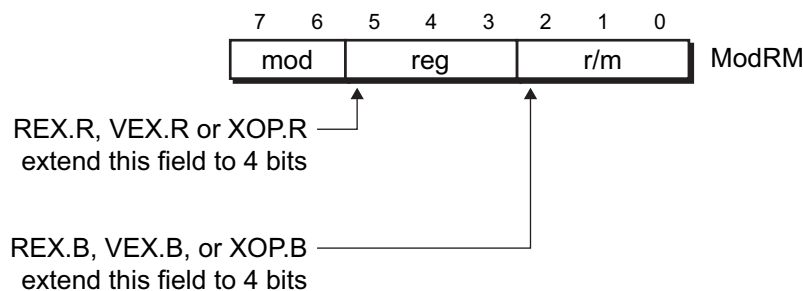 7 6 5 4 3 2 1 0
mod reg r/m ModRM
REX.R, VEX.R or XOP.R
extend this field to 4 bits
REX.B, VEX.B, or XOP.B
extend this field to 4 bits